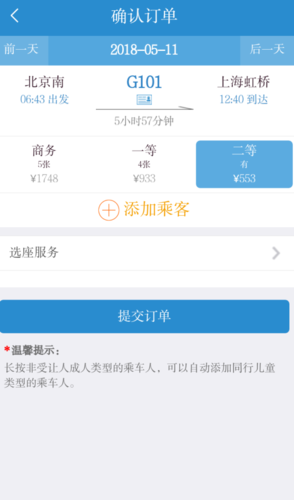 确认订单
前一天 2018-05-11 后一天
北京南 G101 上海虹桥
06:43 出发 12:40 到达
5小时57分钟
商务 一等 二等
5张 4张 有
¥1748 ¥933 ¥553
添加乘客
选座服务
提交订单
*温馨提示：
长按非受让人成人类型的乘车人，可以自动添加同行儿童
类型的乘车人。